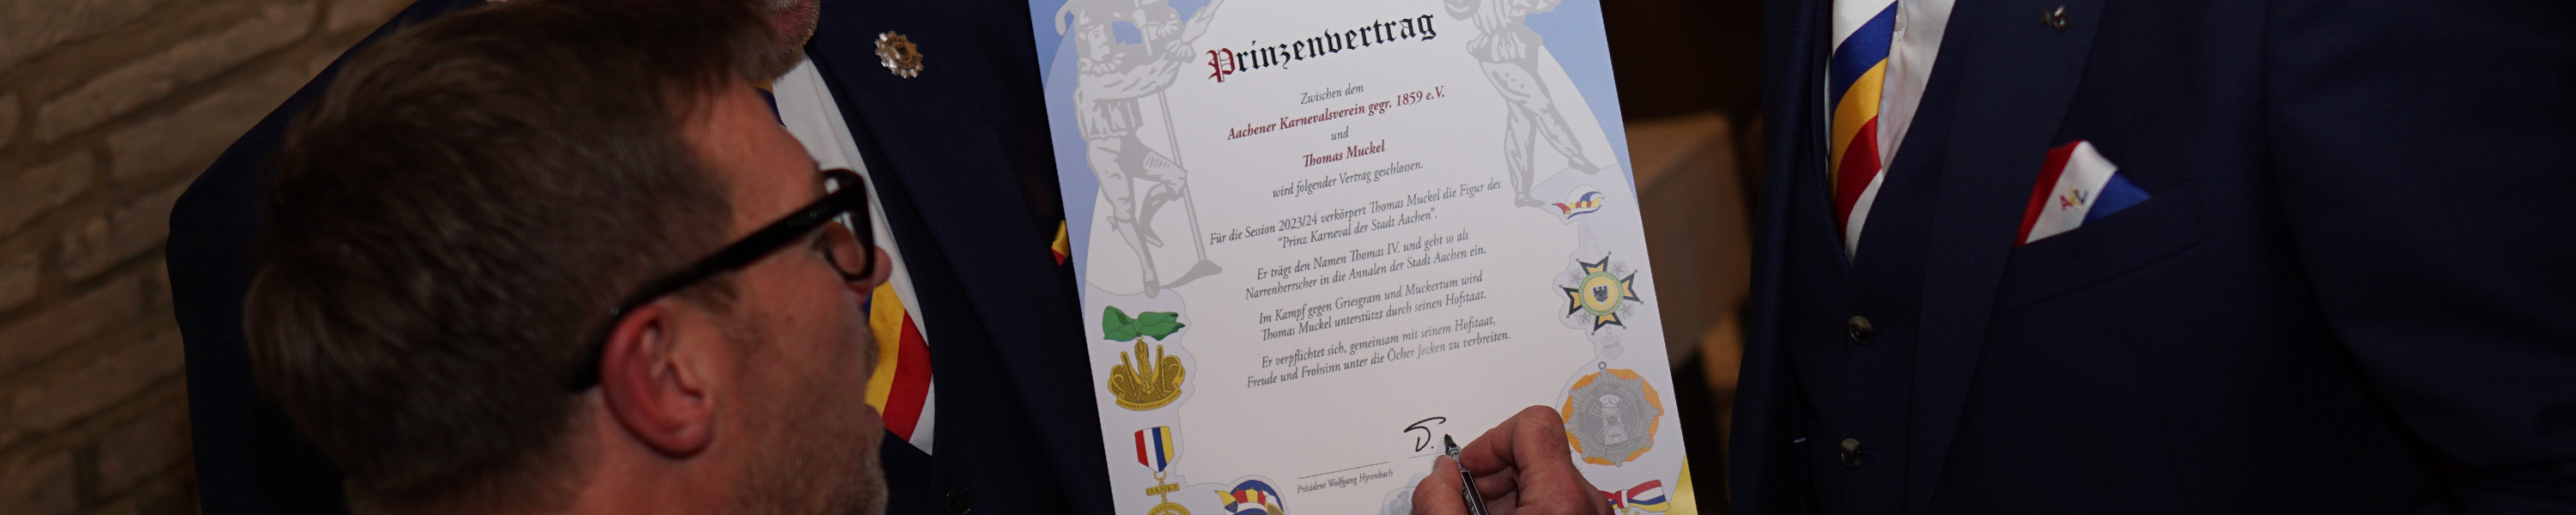 Prinzenvertrag
Zwischen dem
Aachener Karnevalsverein gegr. 1859 e.V.
und
Thomas Muckel
wird folgender Vertrag geschlossen.
Für die Session 2023/24 verkörpert Thomas Muckel die Figur des
"Prinz Karneval der Stadt Aachen".
Er trägt den Namen Thomas IV. und geht so als
Narrenherrscher in die Annalen der Stadt Aachen ein.
Im Kampf gegen Griesgram und Muckertum wird
Thomas Muckel unterstützt durch seinen Hofstaat.
Er verpflichtet sich, gemeinsam mit seinem Hofstaat,
Freude und Frohsinn unter die Öcher Jecken zu verbreiten.
Präsident Wolfgang Hyrenbach
DANKE